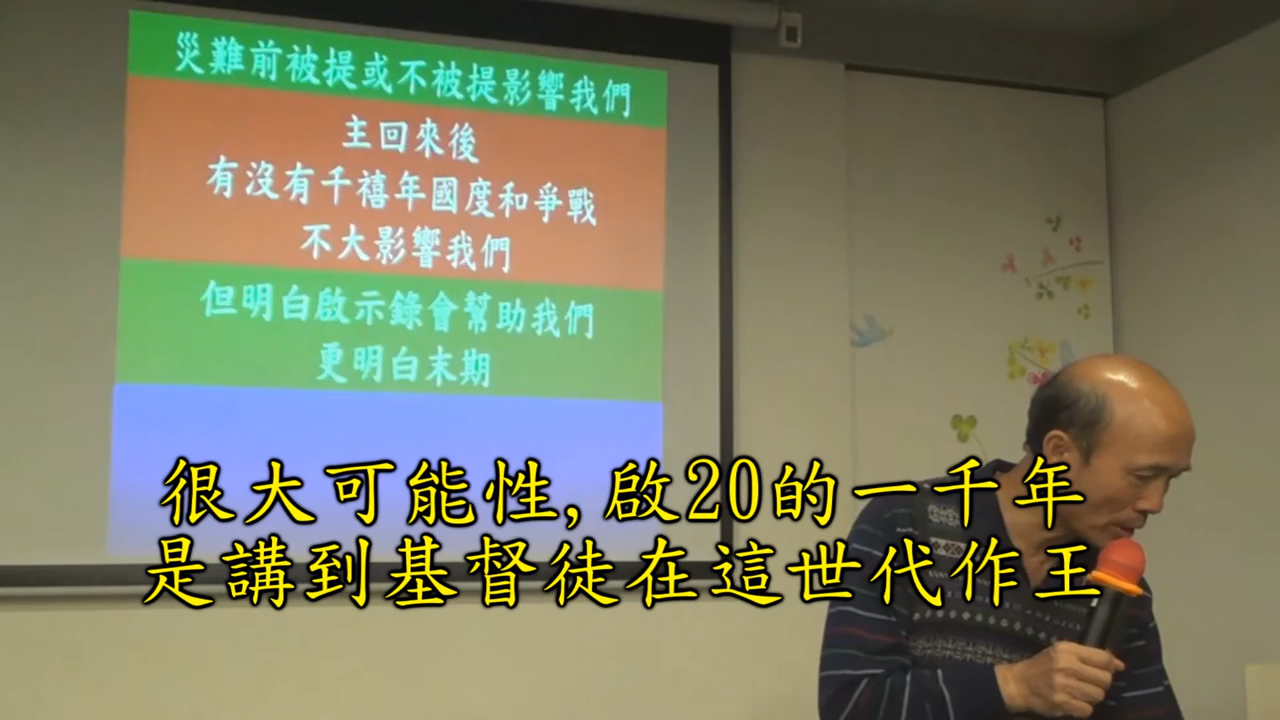 災難前被提或不被提影響我們
主回來後
有沒有千禧年國度和爭戰
不大影響我們
但明白啟示錄會幫助我們
更明白末期
很大可能性,啟20的一千年
是講到基督徒在這世代作王